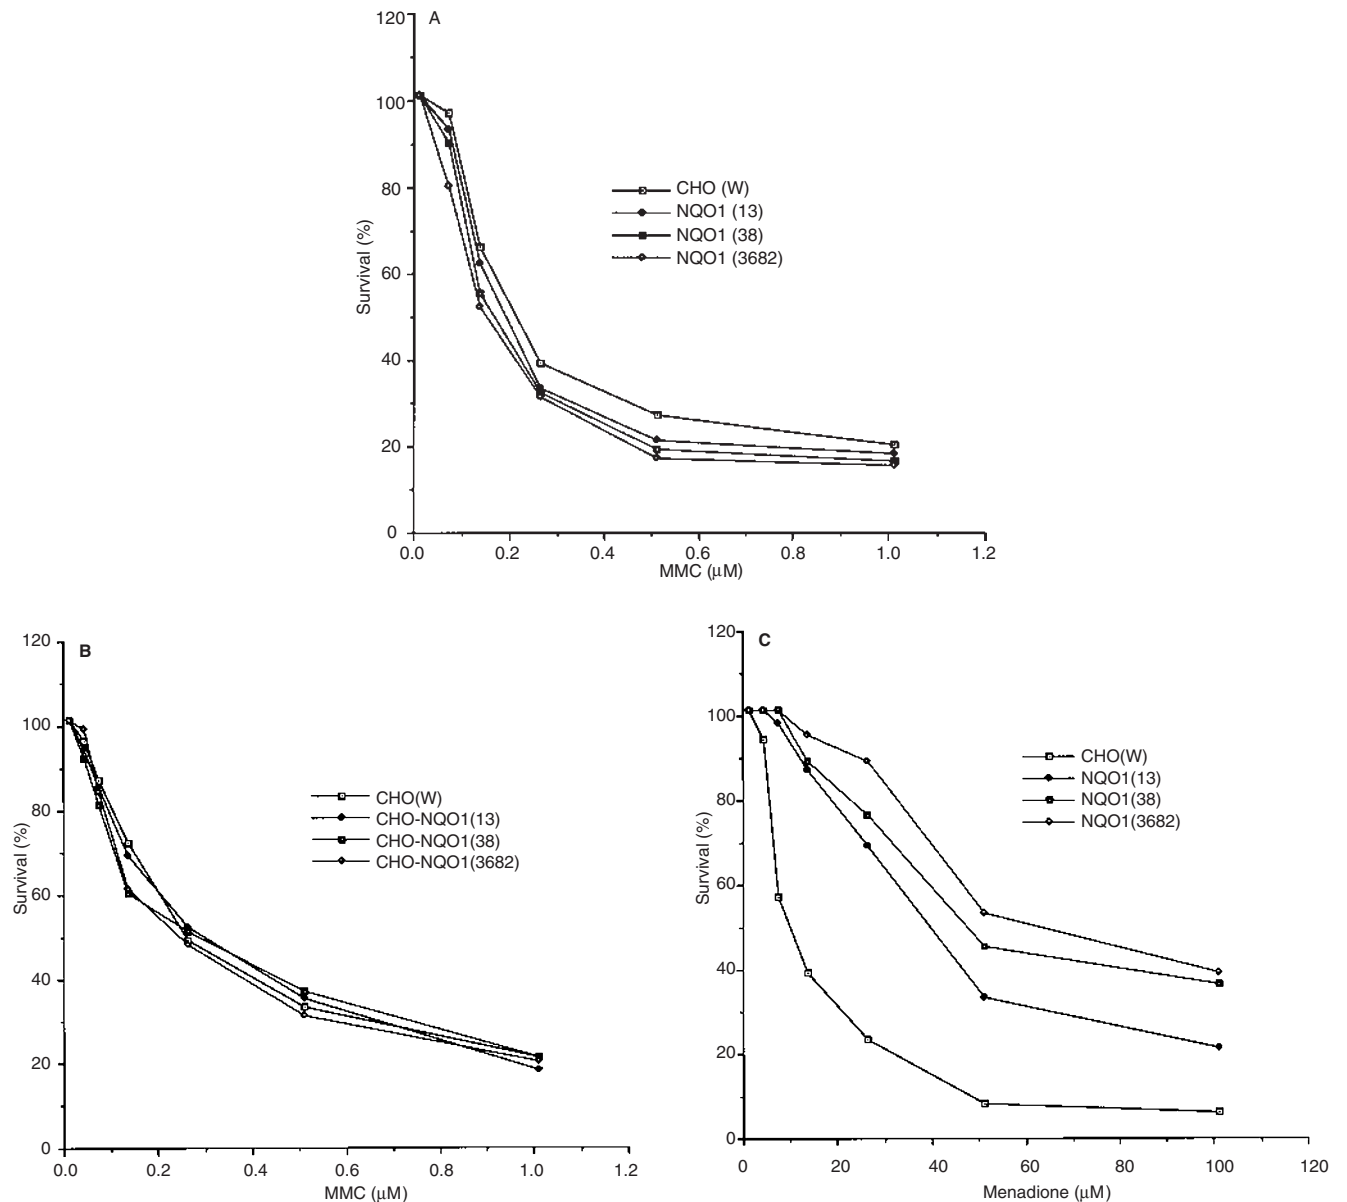 A
120
100
80
60
40
20
0
Survival (%)
CHO (W)
NQO1 (13)
NQO1 (38)
NQO1 (3682)
0.0 0.2 0.4 0.6 0.8 1.0 1.2
MMC (μM)
B
120
100
80
60
40
20
0
Survival (%)
CHO(W)
CHO-NQO1(13)
CHO-NQO1(38)
CHO-NQO1(3682)
0.0 0.2 0.4 0.6 0.8 1.0 1.2
MMC (μM)
C
120
100
80
60
40
20
0
Survival (%)
CHO(W)
NQO1(13)
NQO1(38)
NQO1(3682)
0 20 40 60 80 100 120
Menadione (μM)